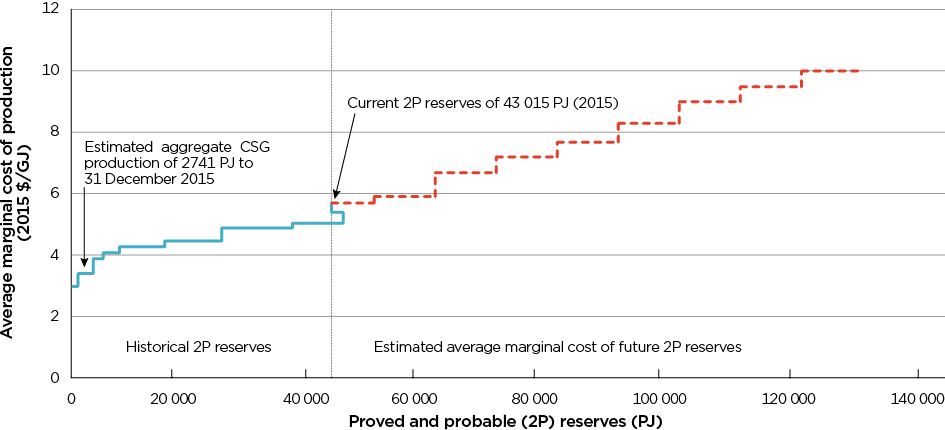 12
10
8
6
4
2
0
Average marginal cost of production
(2015 $/GJ)
Estimated aggregate CSG
production of 2741 PJ to
31 December 2015
Current 2P reserves of 43 015 PJ (2015)
Historical 2P reserves
Estimated average marginal cost of future 2P reserves
0
20 000
40 000
60 000
80 000
100 000
120 000
140 000
Proved and probable (2P) reserves (PJ)